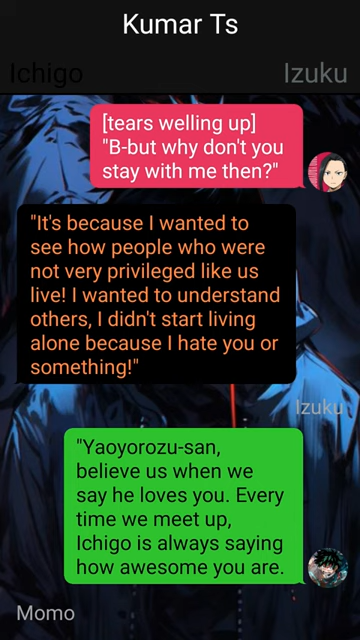 Kumar Ts
Ichigo
Izuku
[tears welling up]
"B-but why don't you
stay with me then?"
"It's because I wanted to
see how people who were
not very privileged like us
live! I wanted to understand
others, I didn't start living
alone because I hate you or
something!"
Izuku
"Yaoyorozu-san,
believe us when we
say he loves you. Every
time we meet up,
Ichigo is always saying
how awesome you are.
Momo